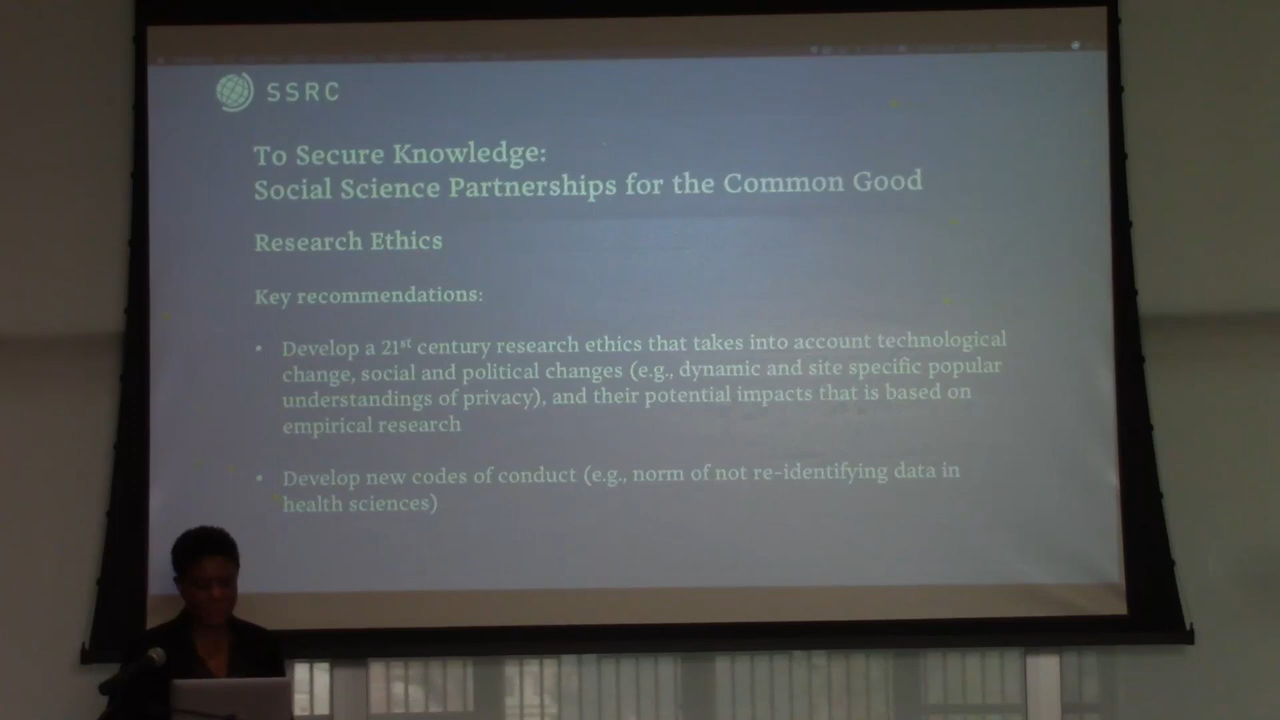 SSRC
To Secure Knowledge:
Social Science Partnerships for the Common Good
Research Ethics
Key recommendations:
• Develop a 21st century research ethics that takes into account technological
change, social and political changes (e.g., dynamic and site specific popular
understandings of privacy), and their potential impacts that is based on
empirical research
• Develop new codes of conduct (e.g., norm of not re-identifying data in
health sciences)